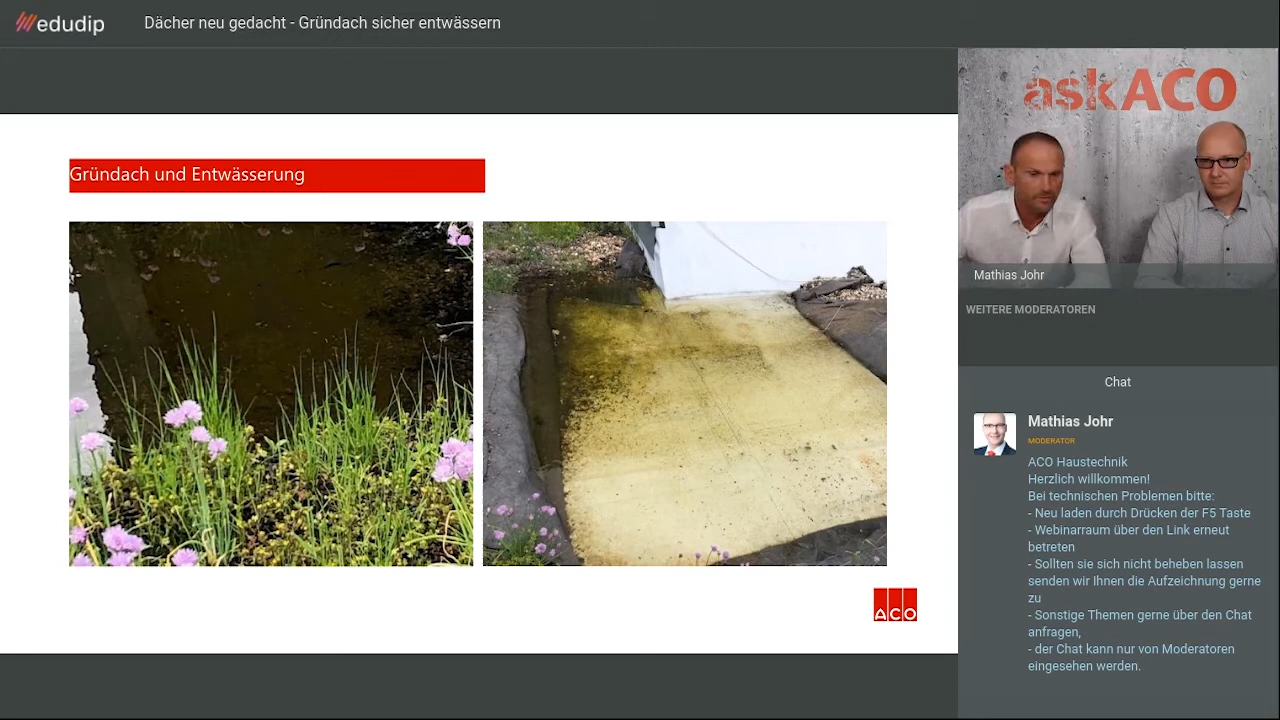 edudip
Dächer neu gedacht - Gründach sicher entwässern
Gründach und Entwässerung
ACO
askACO
Mathias Johr
WEITERE MODERATOREN
Chat
Mathias Johr
MODERATOR
ACO Haustechnik
Herzlich willkommen!
Bei technischen Problemen bitte:
- Neu laden durch Drücken der F5 Taste
- Webinarraum über den Link erneut
betreten
- Sollten sie sich nicht beheben lassen
senden wir Ihnen die Aufzeichnung gerne
zu
- Sonstige Themen gerne über den Chat
anfragen,
- der Chat kann nur von Moderatoren
eingesehen werden.